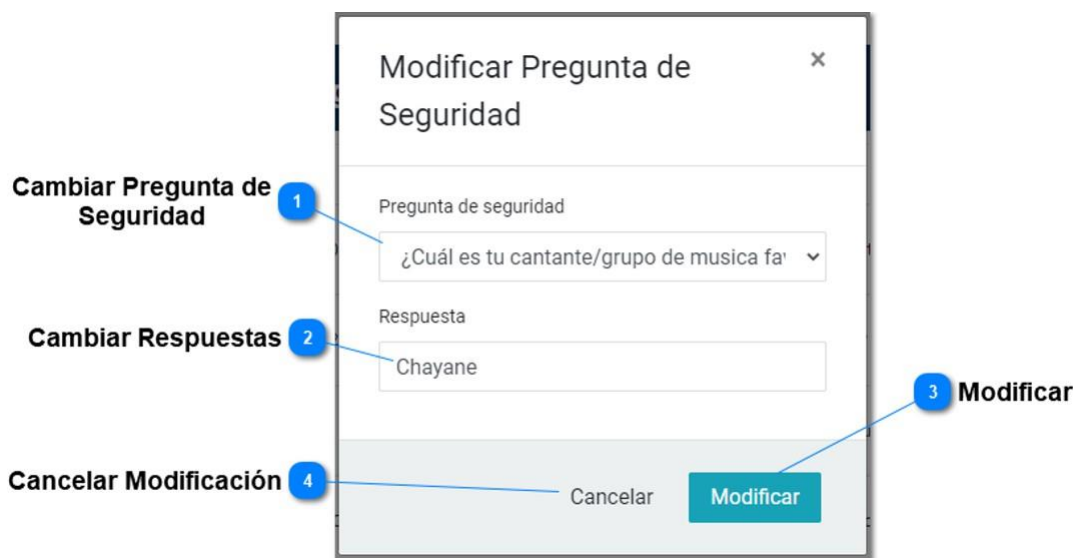 Modificar Pregunta de
Seguridad
×
Cambiar Pregunta de
Seguridad
1
Pregunta de seguridad
¿Cuál es tu cantante/grupo de musica fa
Respuesta
Cambiar Respuestas 2
Chayane
3 Modificar
Cancelar Modificación 4
Cancelar
Modificar